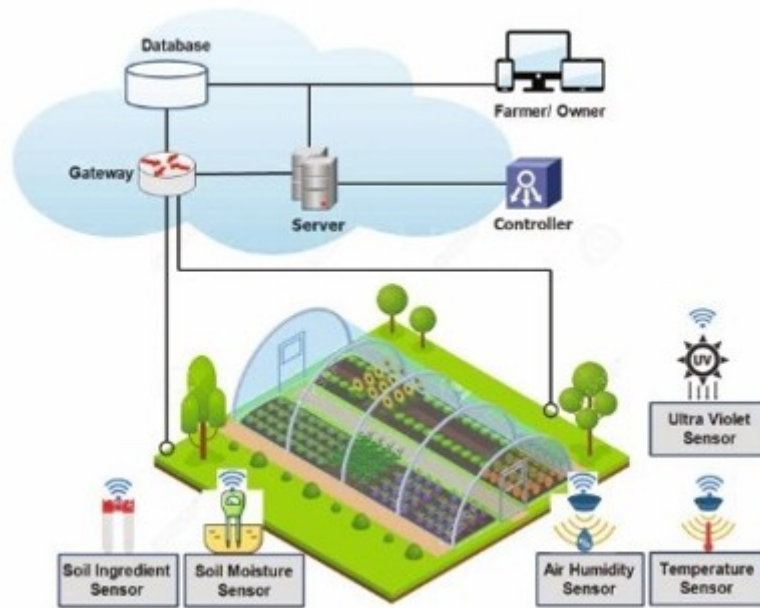 Database
Farmer/ Owner
Gateway
Server
Controller
UV
Ultra Violet
Sensor
Soil Ingredient
Sensor
Soil Moisture
Sensor
Air Humidity
Sensor
Temperature
Sensor